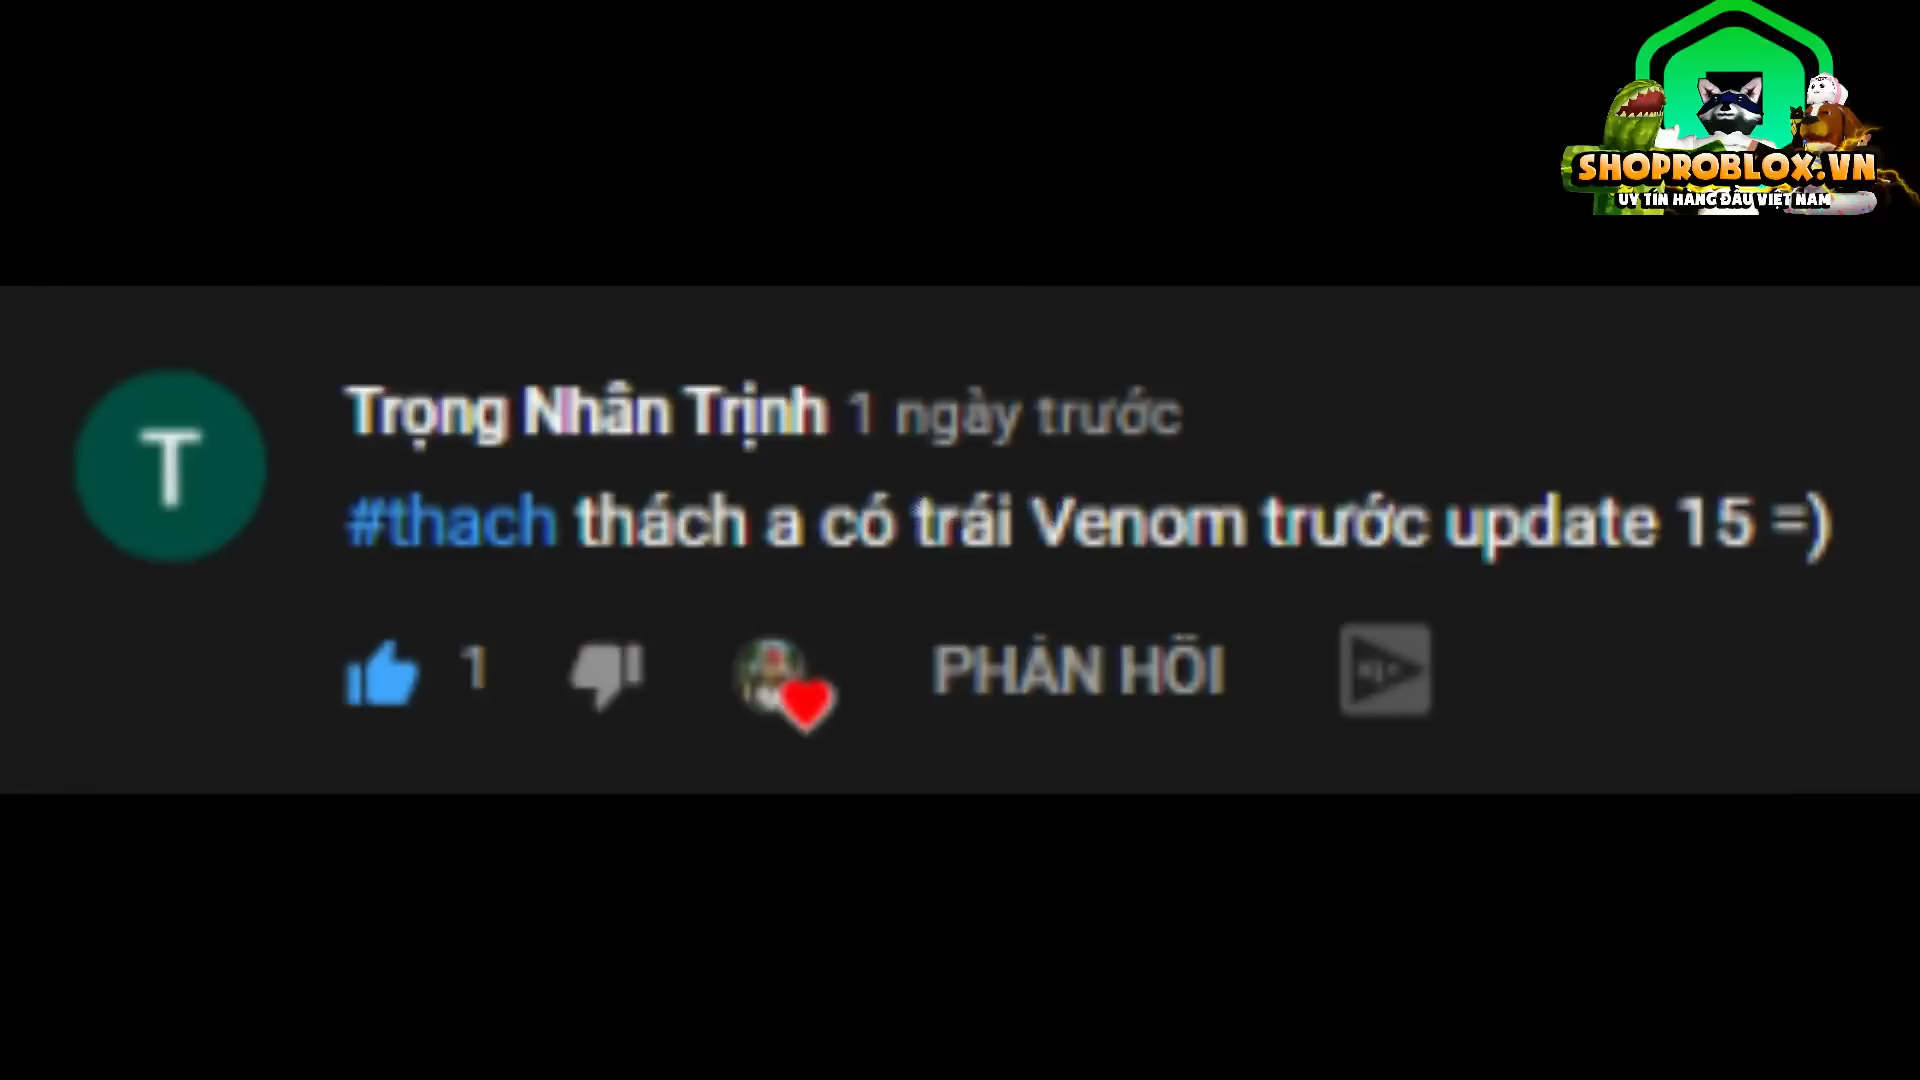 SHOPROBLOX.VN
UY TÍN HÀNG ĐẦU VIỆT NAM
T
Trọng Nhân Trịnh 1 ngày trước
#thach thách a có trái Venom trước update 15 =)
1
PHẢN HỒI